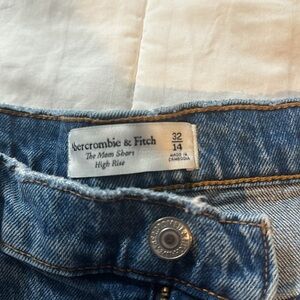 Abercrombie & Fitch
The Mom Short
High Rise
32
14
MADE IN
CAMBODIA